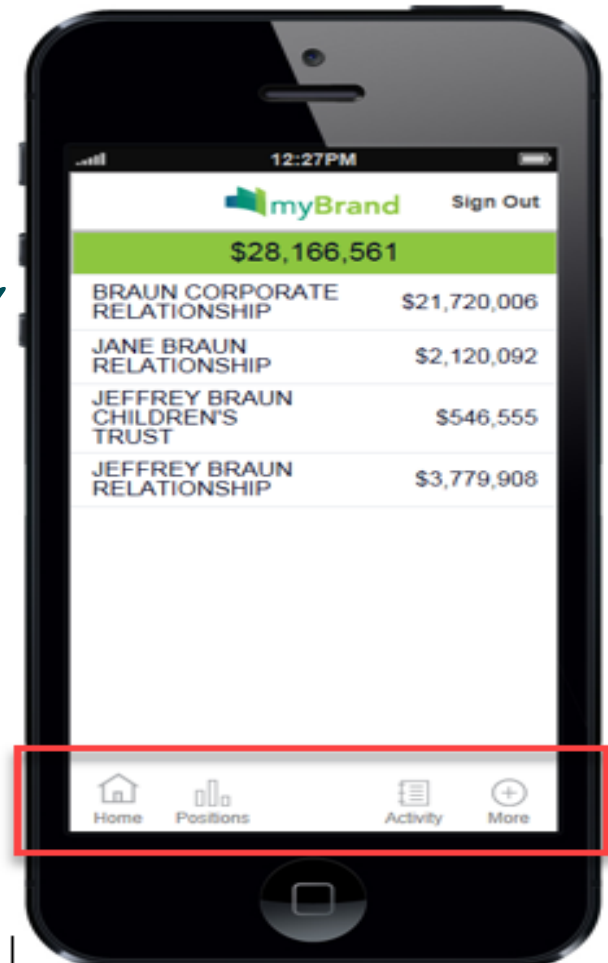 12:27PM
myBrand Sign Out
$28,166,561
BRAUN CORPORATE
RELATIONSHIP $21,720,006
JANE BRAUN
RELATIONSHIP $2,120,092
JEFFREY BRAUN
CHILDREN'S
TRUST $546,555
JEFFREY BRAUN
RELATIONSHIP $3,779,908
Home Positions Activity More